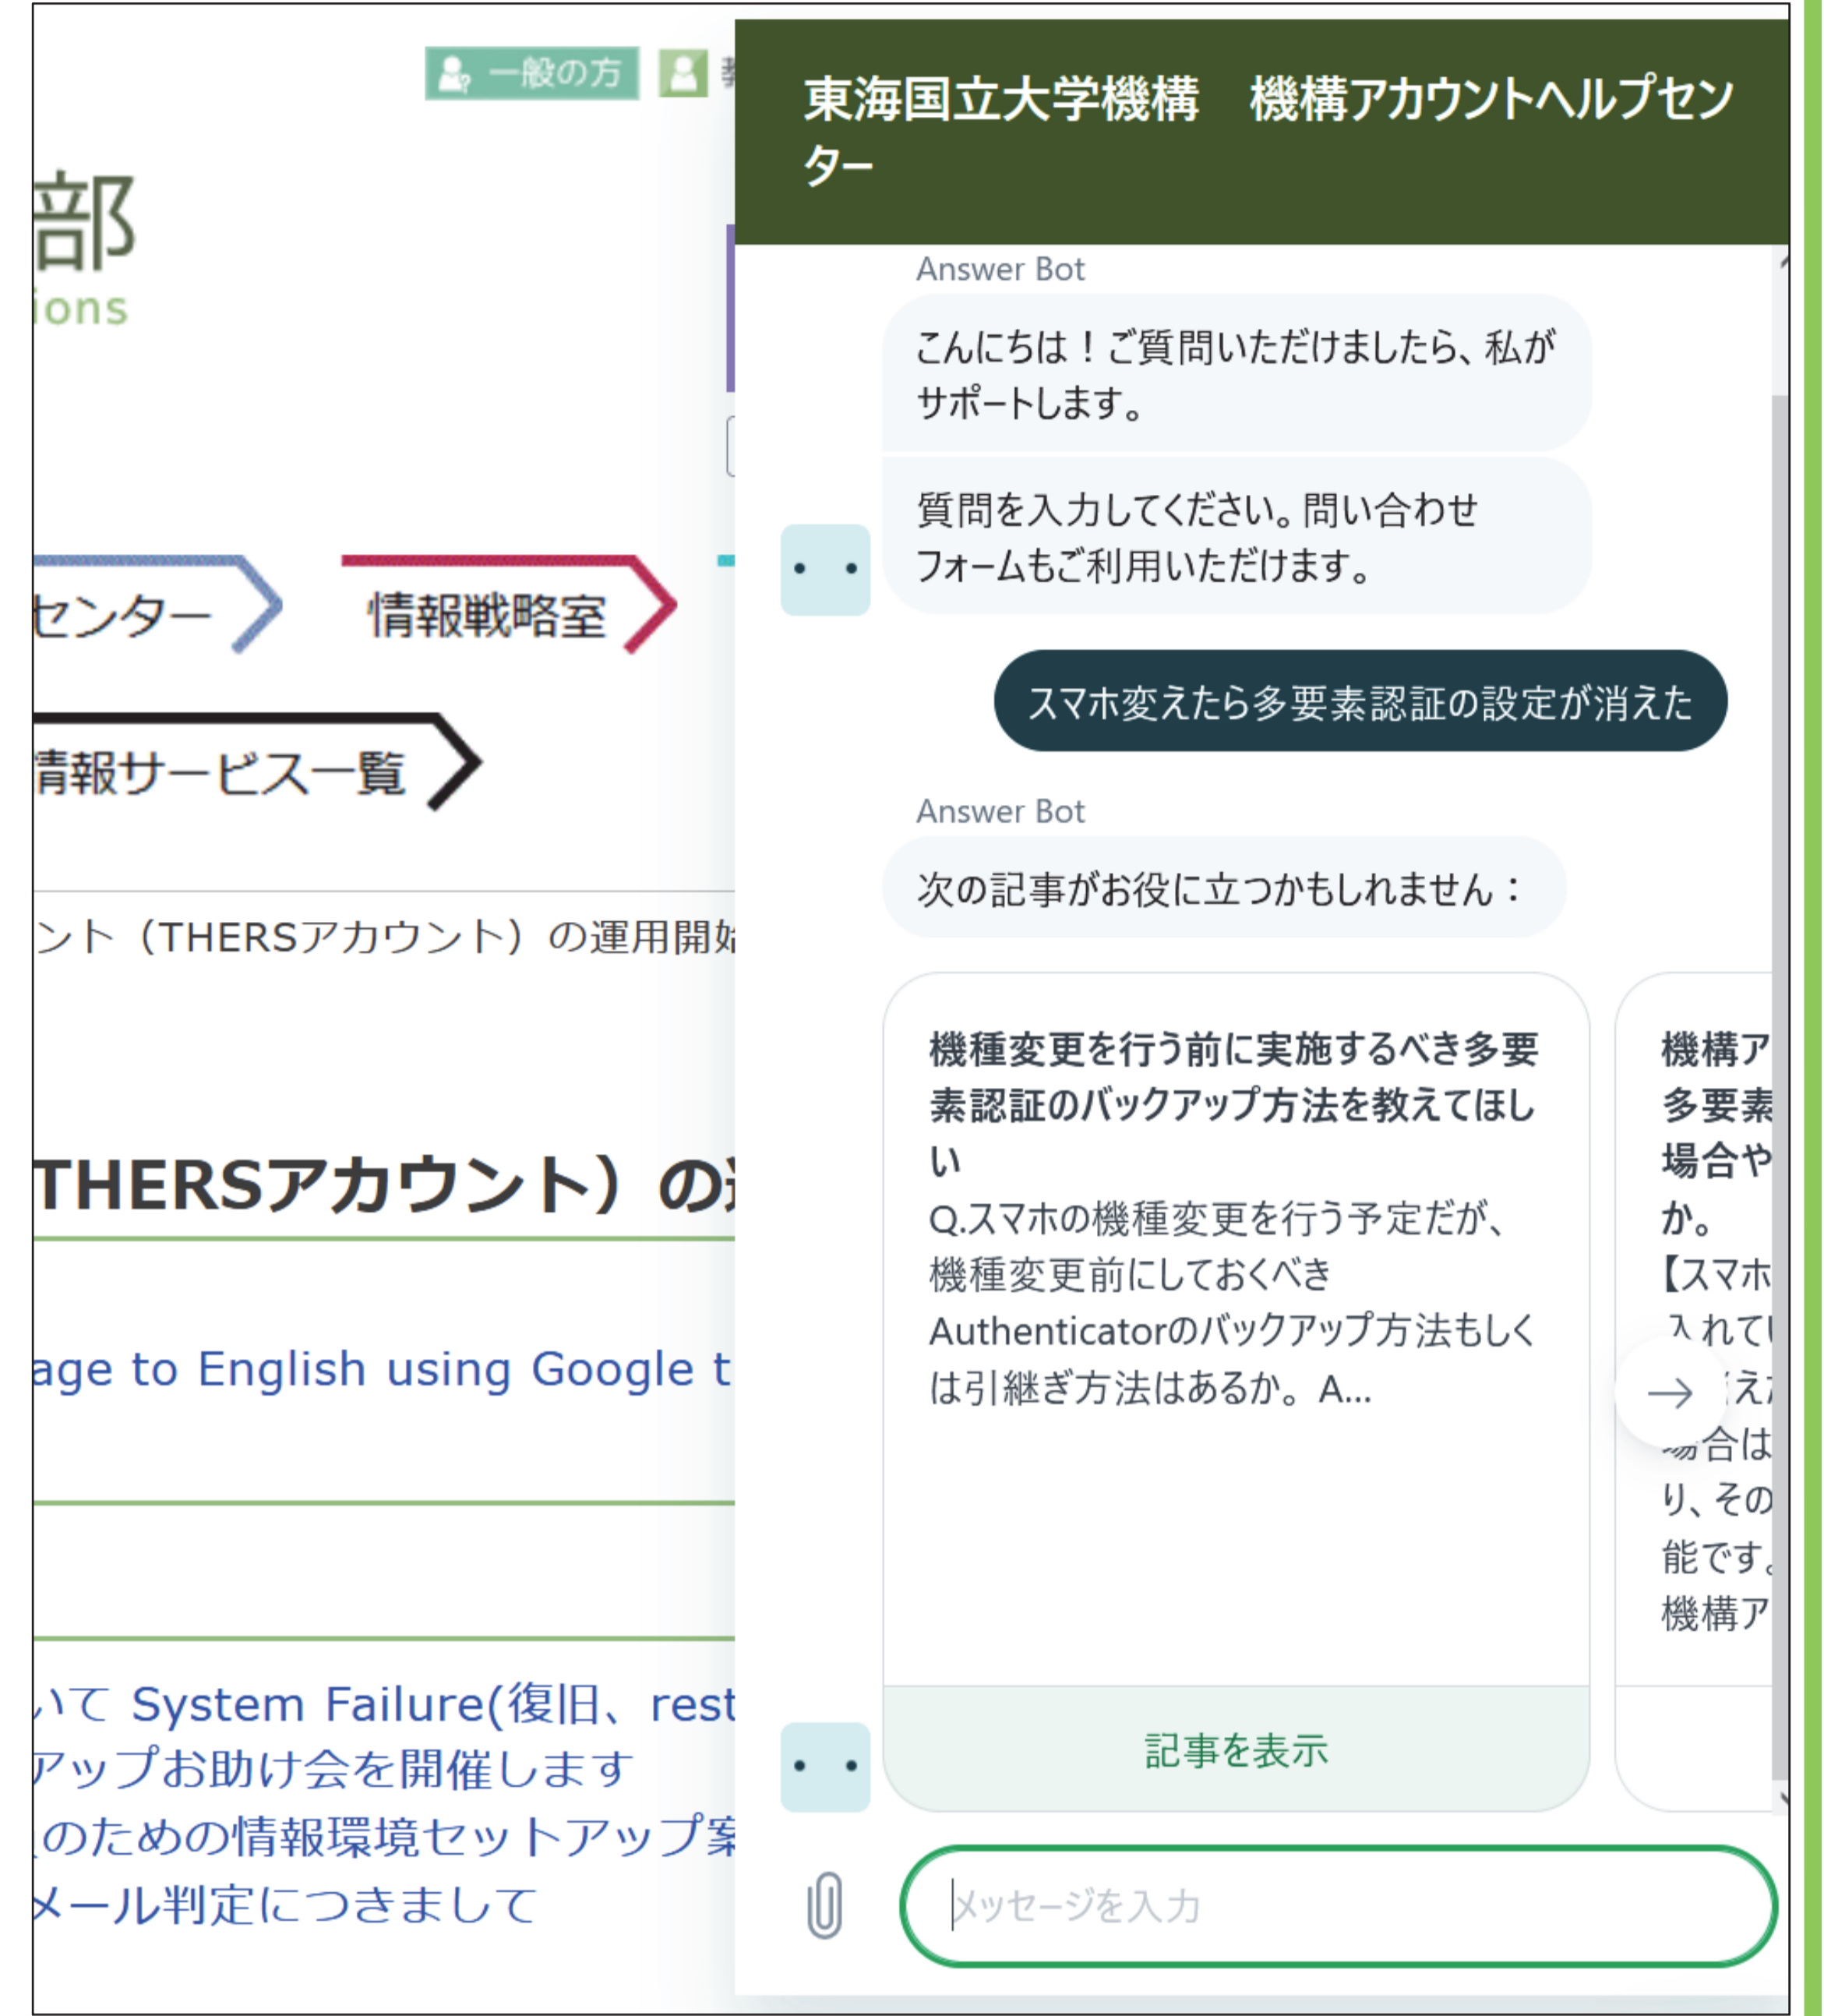 一般の方
部
ions
センター
情報戦略室
情報サービス一覧
ント（THERSアカウント）の運用開始
THERSアカウント）の
age to English using Google t
いて System Failure(復旧、rest
アップお助け会を開催します
のための情報環境セットアップ案
メール判定につきまして
東海国立大学機構　機構アカウントヘルプセン
ター
Answer Bot
こんにちは！ご質問いただけましたら、私が
サポートします。
質問を入力してください。問い合わせ
フォームもご利用いただけます。
スマホ変えたら多要素認証の設定が消えた
Answer Bot
次の記事がお役に立つかもしれません：
機種変更を行う前に実施するべき多要
素認証のバックアップ方法を教えてほし
い
Q.スマホの機種変更を行う予定だが、
機種変更前にしておくべき
Authenticatorのバックアップ方法もしく
は引継ぎ方法はあるか。A...
記事を表示
機構ア
多要素
場合や
か。
【スマホ
入れてい
えた
場合は
り、その
能です。
機構ア
メッセージを入力